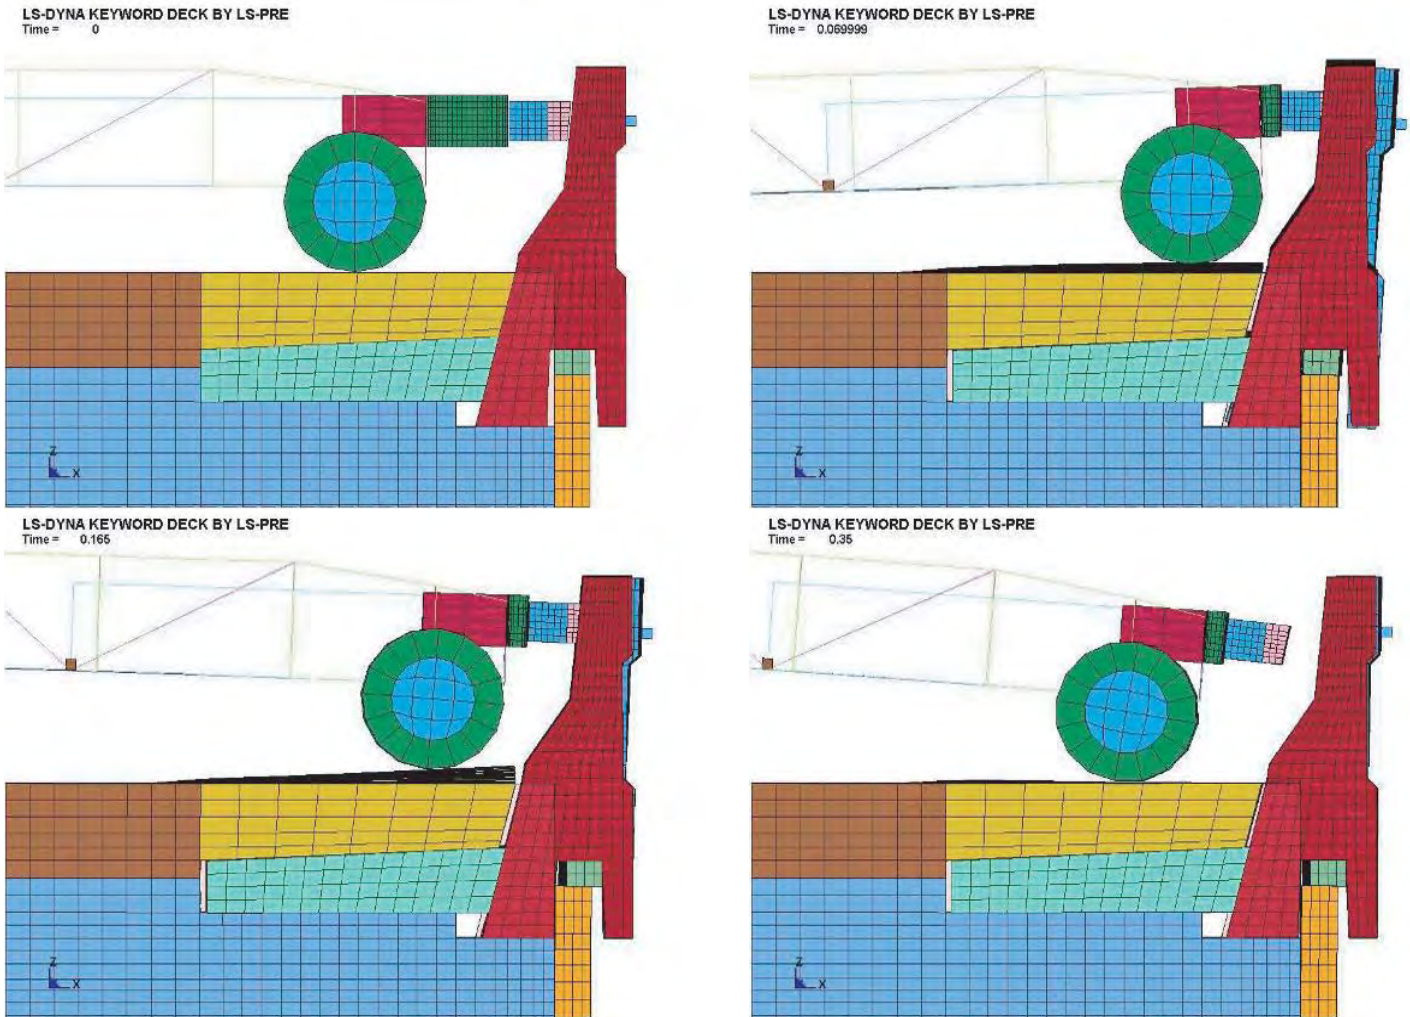 LS-DYNA KEYWORD DECK BY LS-PRE
Time = 0
Z
X
LS-DYNA KEYWORD DECK BY LS-PRE
Time = 0.069999
Z
X
LS-DYNA KEYWORD DECK BY LS-PRE
Time = 0.165
Z
X
LS-DYNA KEYWORD DECK BY LS-PRE
Time = 0.35
Z
X